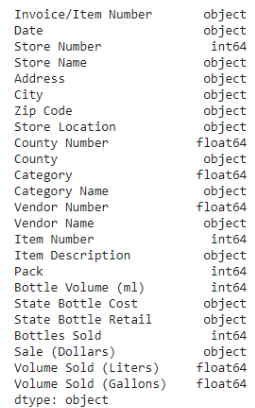 Invoice/Item Number object
Date object
Store Number int64
Store Name object
Address object
City object
Zip Code object
Store Location object
County Number float64
County object
Category float64
Category Name object
Vendor Number float64
Vendor Name object
Item Number int64
Item Description object
Pack int64
Bottle Volume (ml) int64
State Bottle Cost object
State Bottle Retail object
Bottles Sold int64
Sale (Dollars) object
Volume Sold (Liters) float64
Volume Sold (Gallons) float64
dtype: object